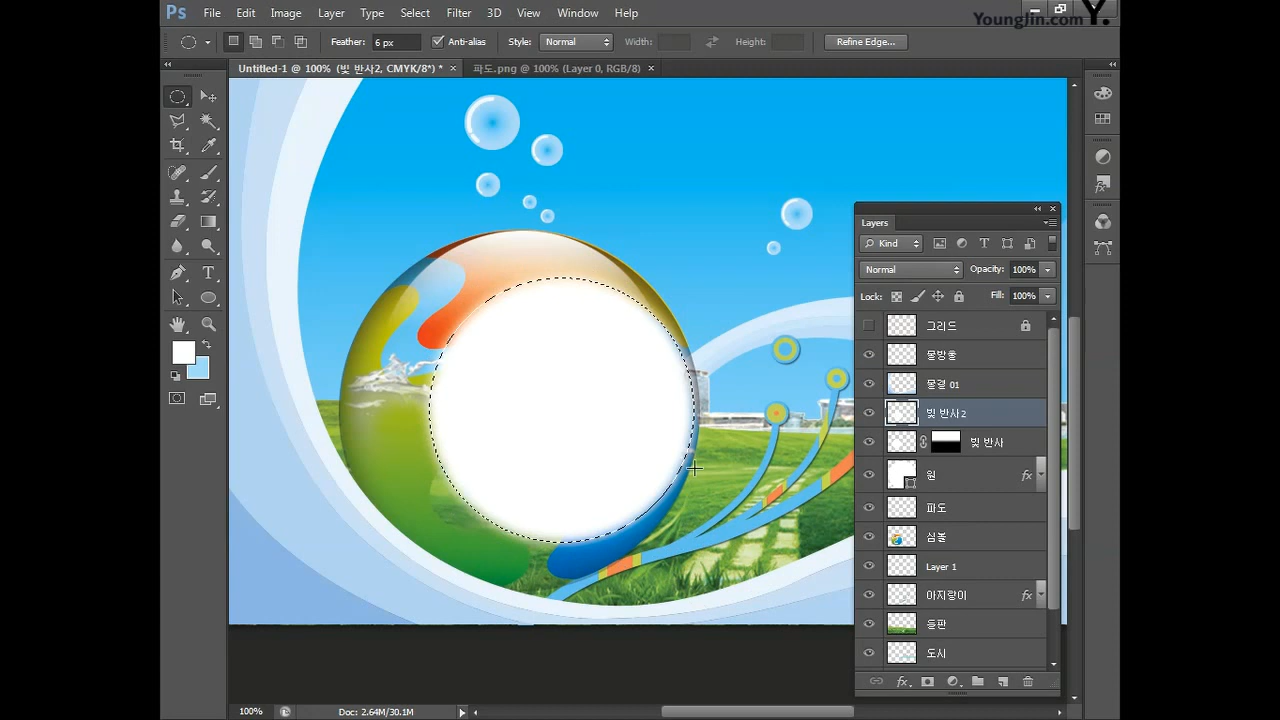 Ps File Edit Image Layer Type Select Filter 3D View Window Help
YoungJin.com Y.
Feather: 6 px Anti-alias Style: Normal Width: Height: Refine Edge...
Untitled-1 @ 100% (빛 반사2, CMYK/8*) * × 파도.png @ 100% (Layer 0, RGB/8) ×
Layers
Kind
Normal Opacity: 100%
Lock: Fill: 100%
그리드
물방울
물결 01
빛 반사2
빛 반사
원 fx
파도
심볼
Layer 1
아지랑이 fx
들판
도시
100% Doc: 2.64M/30.1M